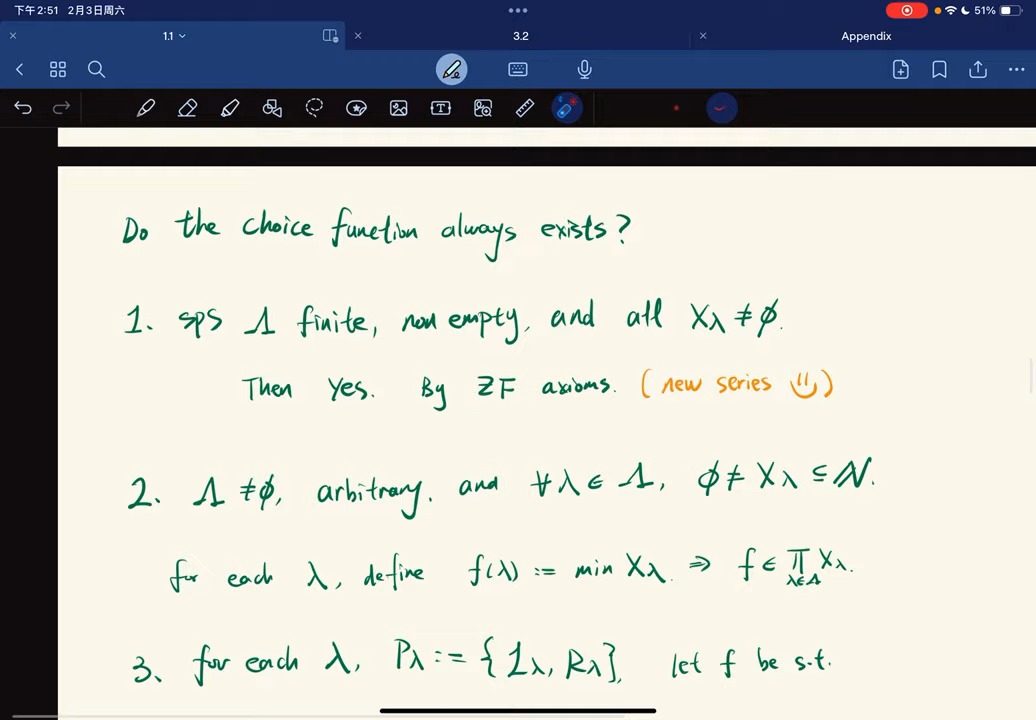 下午2:51 2月3日周六
51%
1.1
3.2
Appendix
Do the choice function always exists?
1. sps Λ finite, non empty, and all Xλ ≠ ∅.
Then Yes. By ZF axioms. (new series
2. Λ ≠ ∅, arbitrary, and ∀ λ ∈ Λ, ∅ ≠ Xλ ⊆ ℕ.
for each λ, define f(λ) := min Xλ. ⇒ f ∈ ∏ Xλ.
λ∈Λ
3. for each λ, Pλ := {Lλ, Rλ}, let f be s.t.